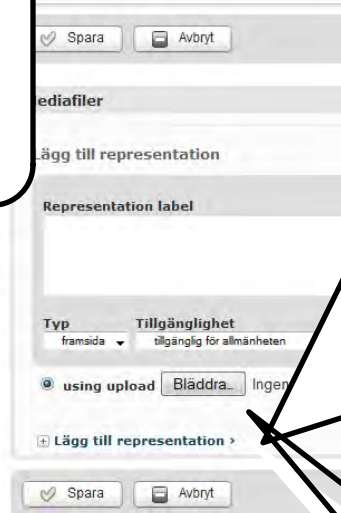 Spara Avbryt
ediafiler
Lägg till representation
Representation label
Typ Tillgänglighet
framsida tillgänglig för allmänheten
using upload Bläddra... Ingen
Lägg till representation ›
Spara Avbryt